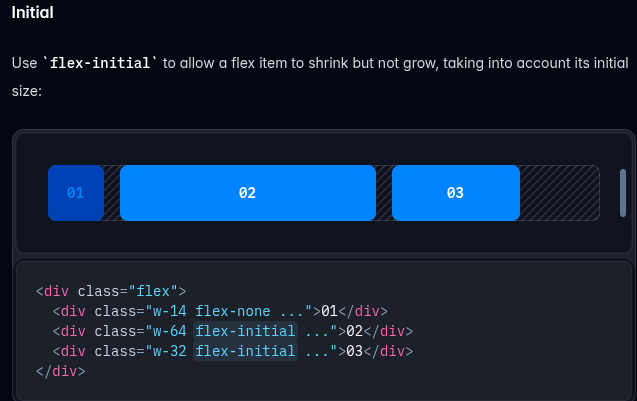 Initial
Use `flex-initial` to allow a flex item to shrink but not grow, taking into account its initial
size:
01 02 03
<div class="flex">
  <div class="w-14 flex-none ...">01</div>
  <div class="w-64 flex-initial ...">02</div>
  <div class="w-32 flex-initial ...">03</div>
</div>